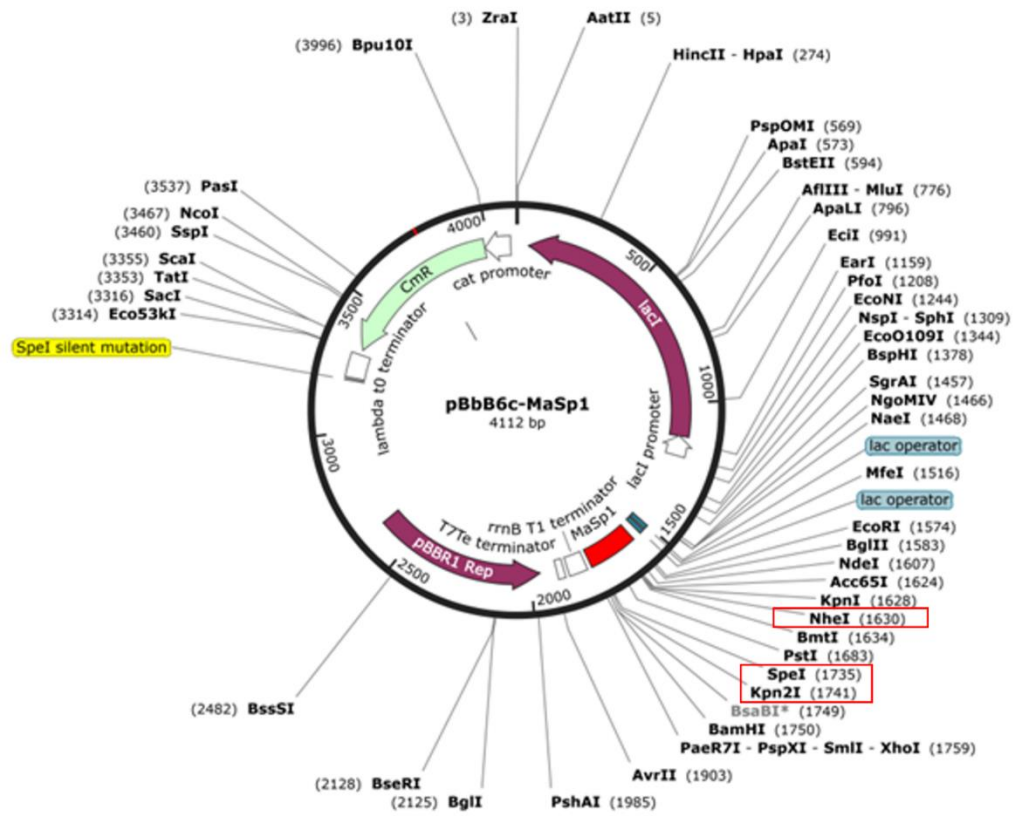 (3) ZraI
AatII (5)
(3996) Bpu10I
HincII - HpaI (274)
PspOMI (569)
ApaI (573)
BstEII (594)
(3537) PasI
AflIII - MluI (776)
(3467) NcoI
ApaLI (796)
(3460) SspI
EciI (991)
(3355) ScaI
EarI (1159)
(3353) TatI
PfoI (1208)
(3316) SacI
EcoNI (1244)
(3314) Eco53kI
NspI - SphI (1309)
EcoO109I (1344)
SpeI silent mutation
BspHI (1378)
SgrAI (1457)
NgoMIV (1466)
NaeI (1468)
lac operator
MfeI (1516)
lac operator
EcoRI (1574)
BglII (1583)
NdeI (1607)
Acc65I (1624)
KpnI (1628)
NheI (1630)
BmtI (1634)
PstI (1683)
SpeI (1735)
Kpn2I (1741)
BsaBI* (1749)
BamHI (1750)
PaeR7I - PspXI - SmlI - XhoI (1759)
AvrII (1903)
PshAI (1985)
(2482) BssSI
(2128) BseRI
(2125) BglI
4000
500
1000
1500
2000
2500
3000
3500
CmR
cat promoter
lacI
lambda t0 terminator
pBbB6c-MaSp1
4112 bp
lacI promoter
rrnB T1 terminator
MaSp1
T7Te terminator
pBBR1 Rep